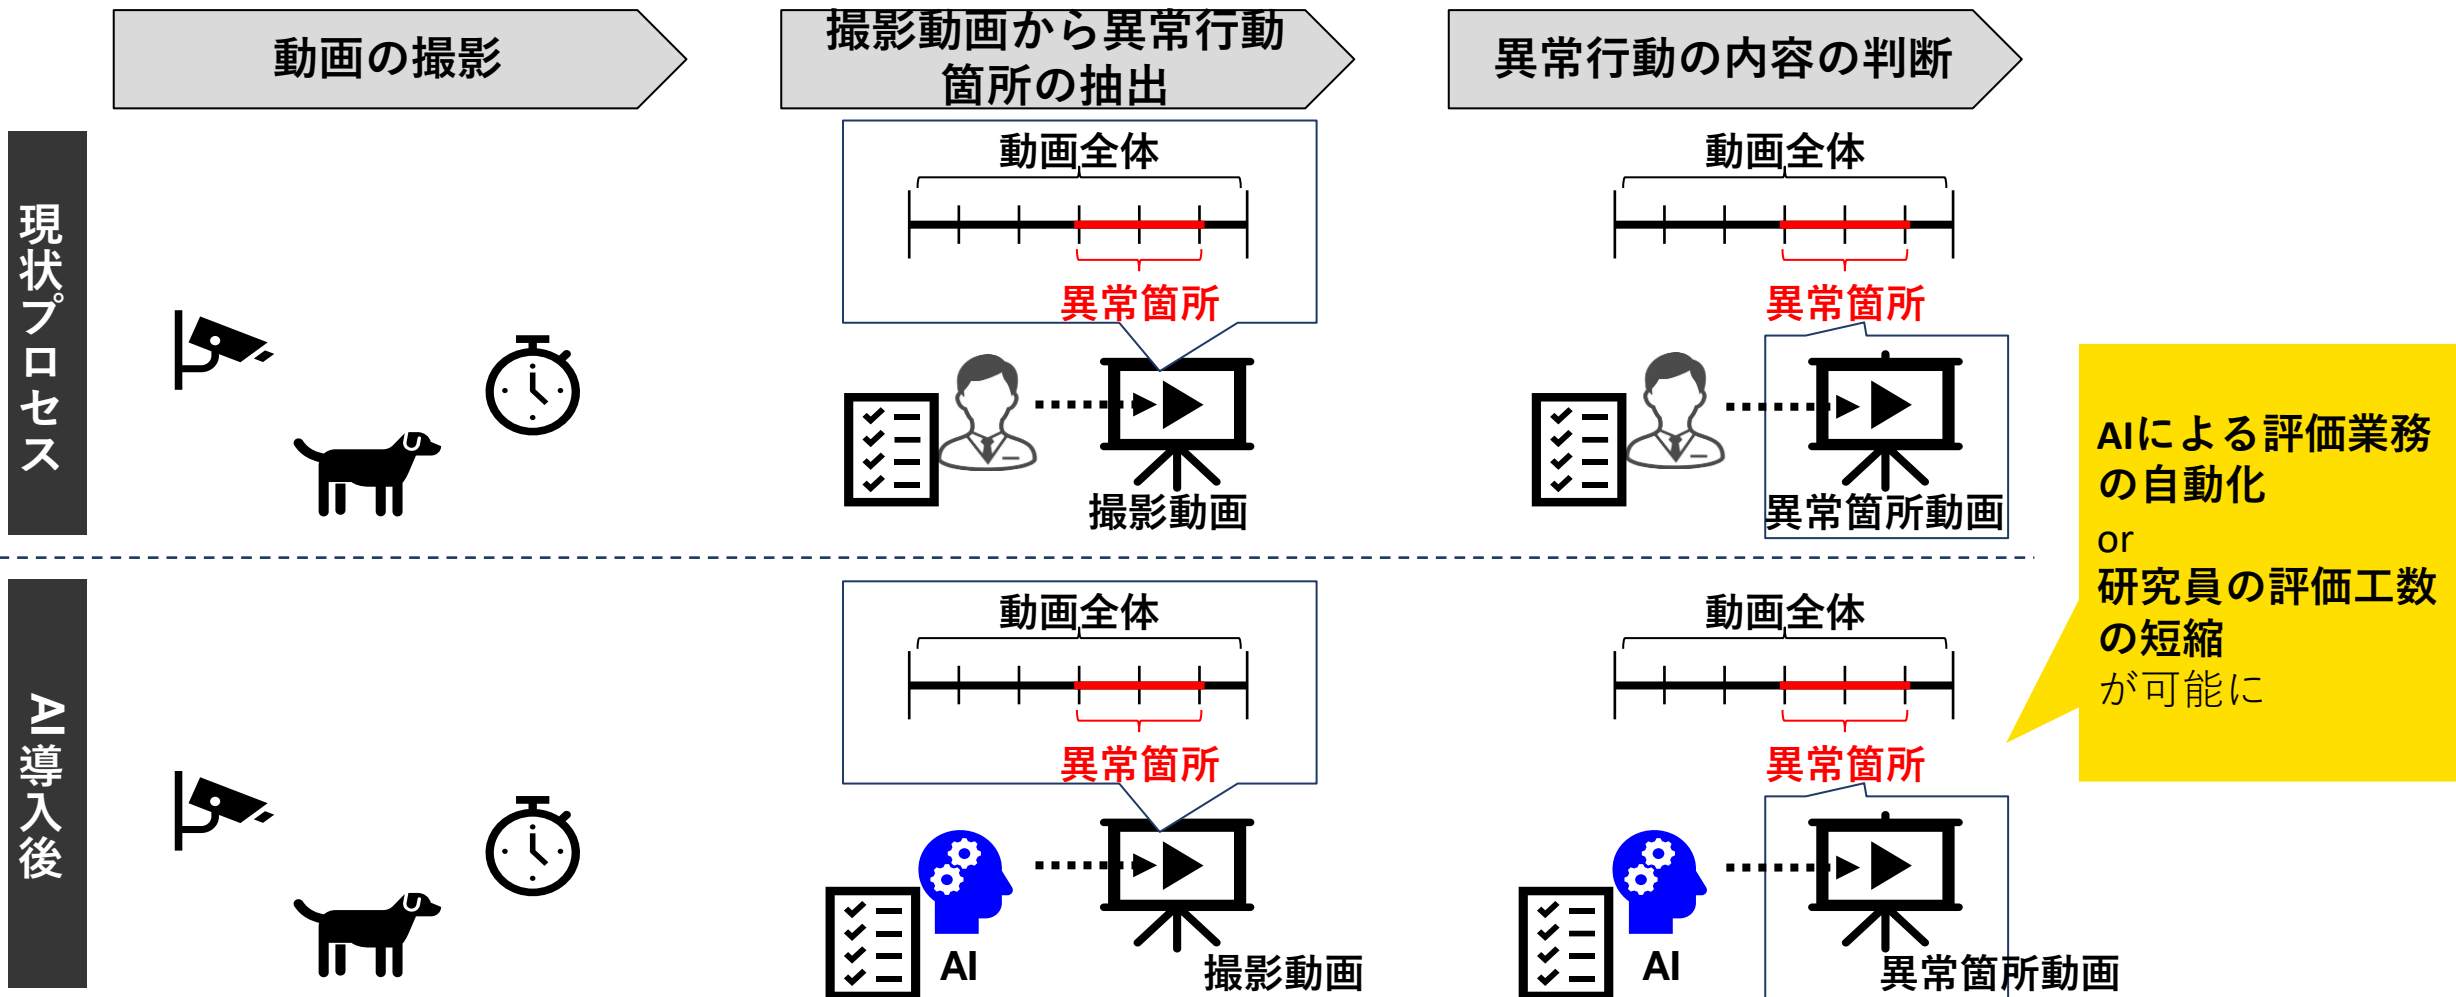 動画の撮影
撮影動画から異常行動
箇所の抽出
異常行動の内容の判断
現状プロセス
動画全体
異常箇所
撮影動画
動画全体
異常箇所
異常箇所動画
AIによる評価業務
の自動化
or
研究員の評価工数
の短縮
が可能に
AI導入後
動画全体
異常箇所
AI
撮影動画
動画全体
異常箇所
AI
異常箇所動画